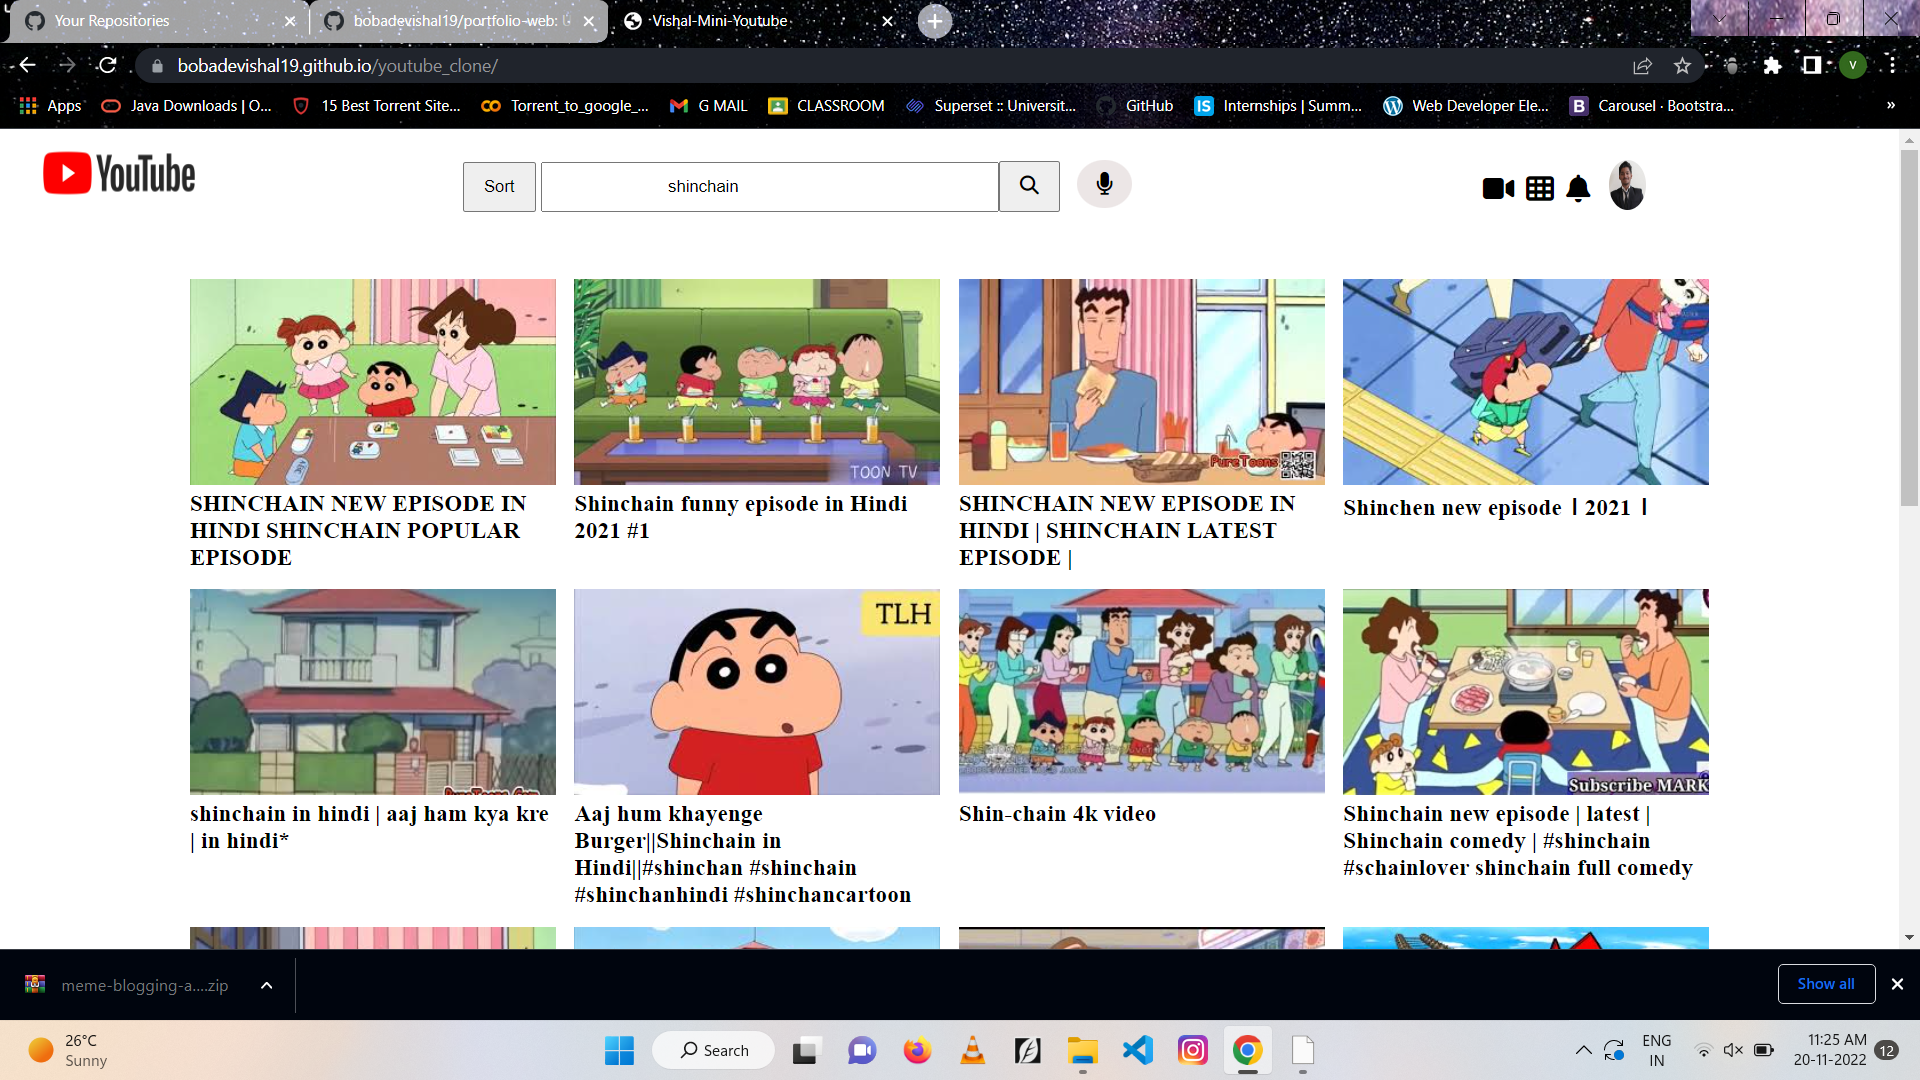 Your Repositories
bobadevishal19/portfolio-web:
Vishal-Mini-Youtube
bobadevishal19.github.io/youtube_clone/
V
Apps
Java Downloads | O...
15 Best Torrent Site...
Torrent_to_google_...
G MAIL
CLASSROOM
Superset :: Universit...
GitHub
IS
Internships | Summ...
Web Developer Ele...
B
Carousel · Bootstra...
»
YouTube
Sort
shinchain
TOON TV
PureToons
SHINCHAIN NEW EPISODE IN
HINDI SHINCHAIN POPULAR
EPISODE
Shinchain funny episode in Hindi
2021 #1
SHINCHAIN NEW EPISODE IN
HINDI | SHINCHAIN LATEST
EPISODE |
Shinchen new episode । 2021 ।
PureToons.Com
TLH
Subscribe MARK
shinchain in hindi | aaj ham kya kre
| in hindi*
Aaj hum khayenge
Burger||Shinchain in
Hindi||#shinchan #shinchain
#shinchanhindi #shinchancartoon
Shin-chain 4k video
Shinchain new episode | latest |
Shinchain comedy | #shinchain
#schainlover shinchain full comedy
meme-blogging-a....zip
Show all
26°C
Sunny
Search
ENG
IN
11:25 AM
20-11-2022
12